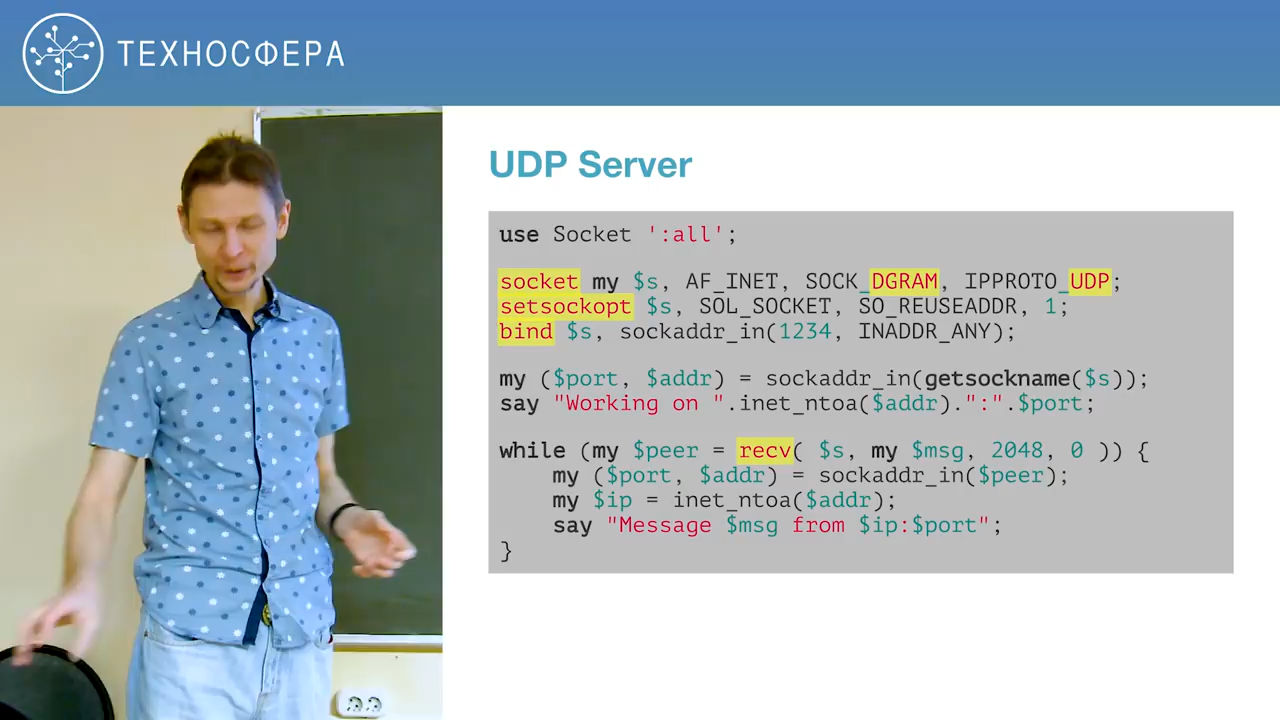 ТЕХНОСФЕРА
UDP Server
use Socket ':all';
socket my $s, AF_INET, SOCK_DGRAM, IPPROTO_UDP;
setsockopt $s, SOL_SOCKET, SO_REUSEADDR, 1;
bind $s, sockaddr_in(1234, INADDR_ANY);
my ($port, $addr) = sockaddr_in(getsockname($s));
say "Working on ".inet_ntoa($addr).":".$port;
while (my $peer = recv( $s, my $msg, 2048, 0 )) {
    my ($port, $addr) = sockaddr_in($peer);
    my $ip = inet_ntoa($addr);
    say "Message $msg from $ip:$port";
}